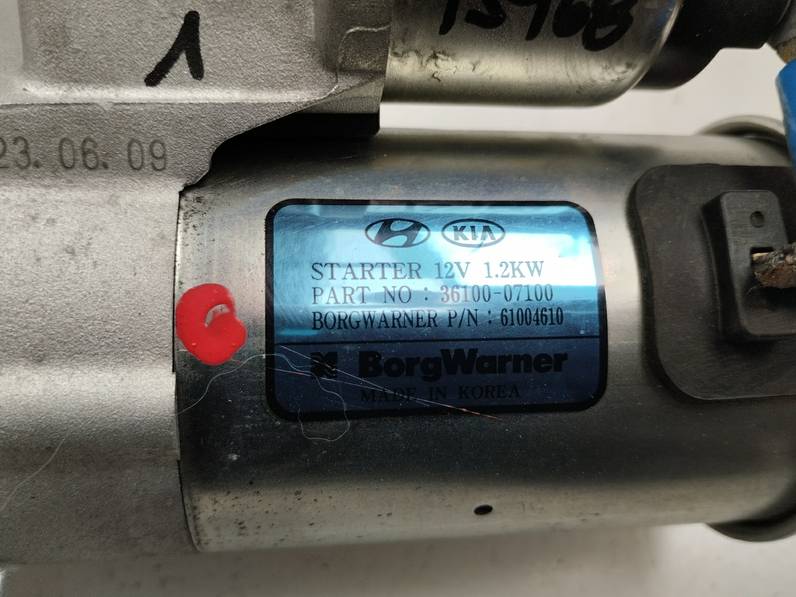 1
23.06.09
KIA
STARTER 12V 1.2KW
PART NO : 36100-07100
BORGWARNER P/N : 61004610
BorgWarner
MADE IN KOREA